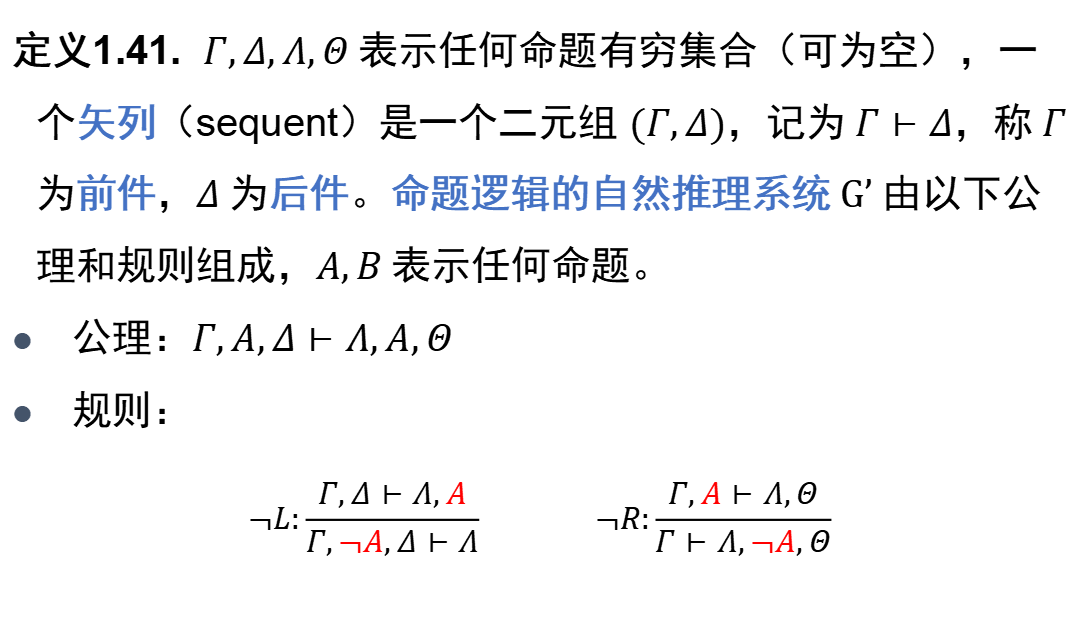 定义1.41. Γ, Δ, Λ, Θ 表示任何命题有穷集合（可为空），一
个矢列（sequent）是一个二元组 (Γ, Δ)，记为 Γ ⊢ Δ，称 Γ
为前件，Δ 为后件。命题逻辑的自然推理系统 G’ 由以下公
理和规则组成，A, B 表示任何命题。
● 公理：Γ, A, Δ ⊢ Λ, A, Θ
● 规则：
¬L: Γ, Δ ⊢ Λ, A
Γ, ¬A, Δ ⊢ Λ
¬R: Γ, A ⊢ Λ, Θ
Γ ⊢ Λ, ¬A, Θ